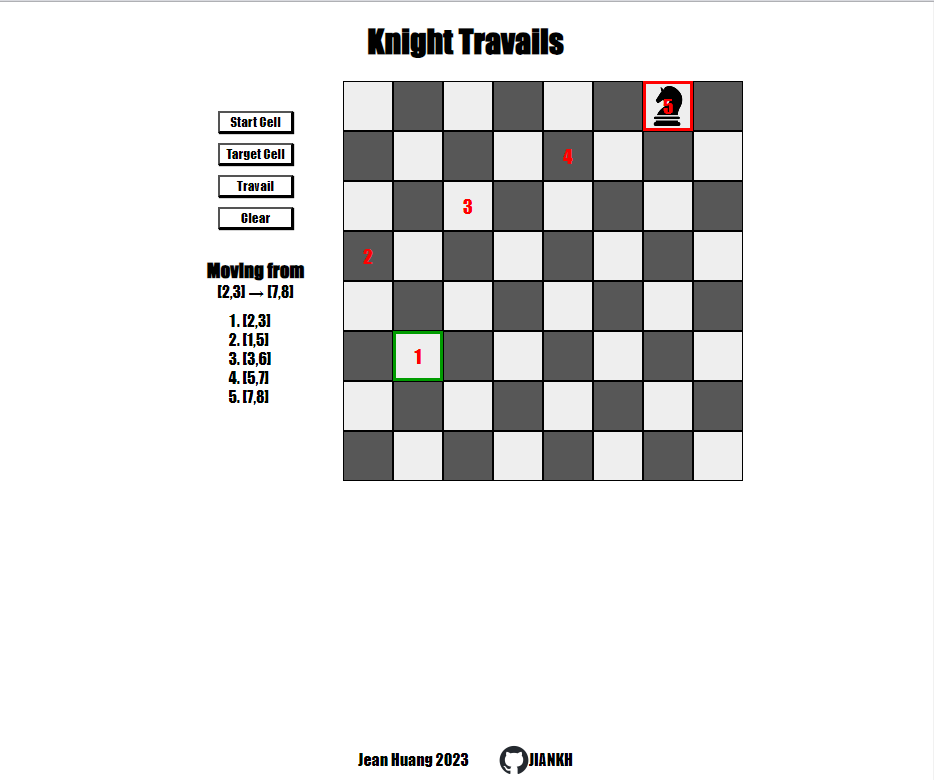 Knight Travails
Start Cell
Target Cell
Travail
Clear
Moving from
[2,3] → [7,8]
1. [2,3]
2. [1,5]
3. [3,6]
4. [5,7]
5. [7,8]
5
4
3
2
1
Jean Huang 2023
JIANKH